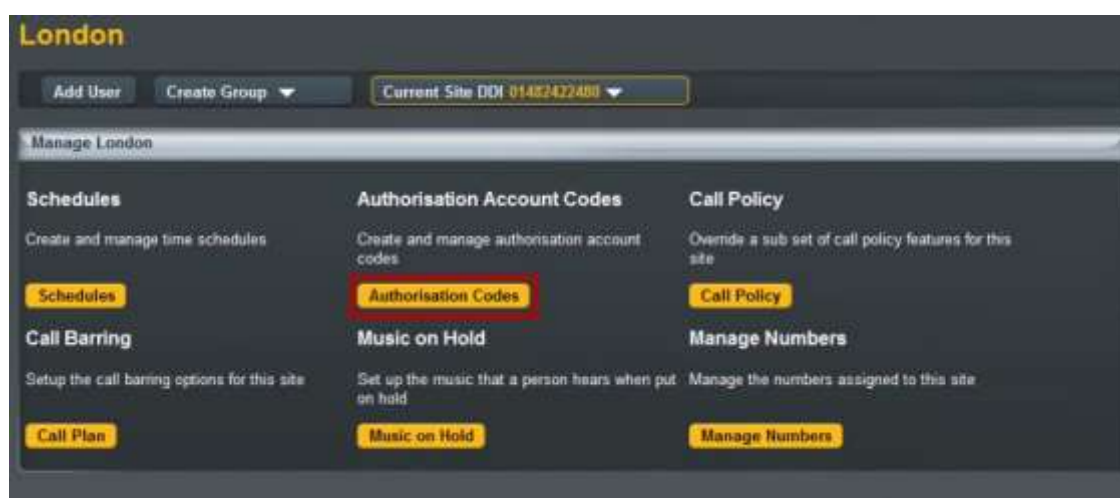 London
Add User Create Group Current Site DDI 01482422480
Manage London
Schedules Authorisation Account Codes Call Policy
Create and manage time schedules Create and manage authorisation account codes Override a sub set of call policy features for this site
Schedules Authorisation Codes Call Policy
Call Barring Music on Hold Manage Numbers
Setup the call barring options for this site Set up the music that a person hears when put on hold Manage the numbers assigned to this site
Call Plan Music on Hold Manage Numbers